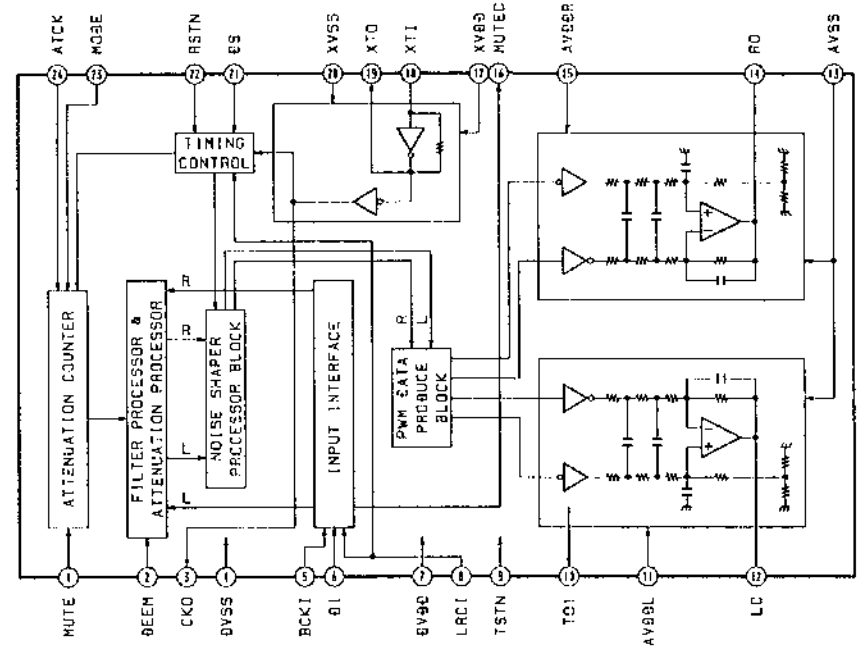 ATCK
MODE
RSTN
DS
XVSS
XTO
XTI
XVDD
MUTEO
AVDDR
RO
AVSS
24
23
22
21
20
19
18
17
16
15
14
13
TIMING
CONTROL
ATTENUATION COUNTER
FILTER PROCESSOR &
ATTENUATION PROCESSOR
R
R
L
L
NOISE SHAPER
PROCESSOR BLOCK
INPUT INTERFACE
R
L
PWM DATA
PRODUCE
BLOCK
+
−
−
+
1
2
3
4
5
6
7
8
9
10
11
12
MUTE
DEEM
CKO
DVSS
BCKI
DI
DVDD
LRCI
TSTN
TO1
AVDDL
LO